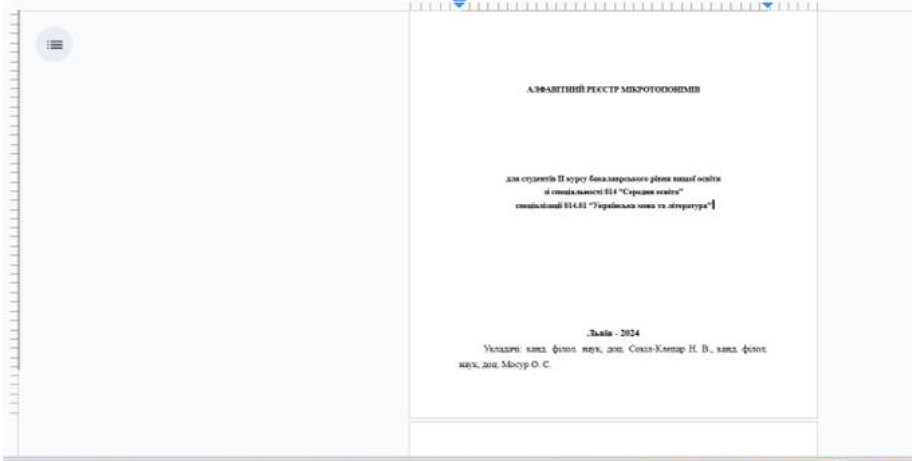 АЛФАВІТНИЙ РЕЄСТР МІКРОТОПОНІМІВ
для студентів ІІ курсу бакалаврського рівня вищої освіти
зі спеціальності 014 “Середня освіта”
спеціалізації 014.01 “Українська мова та література”
Львів - 2024
Укладачі: канд. філол. наук, доц. Сокіл-Клепар Н. В., канд. філол.
наук, доц. Мосур О. С.